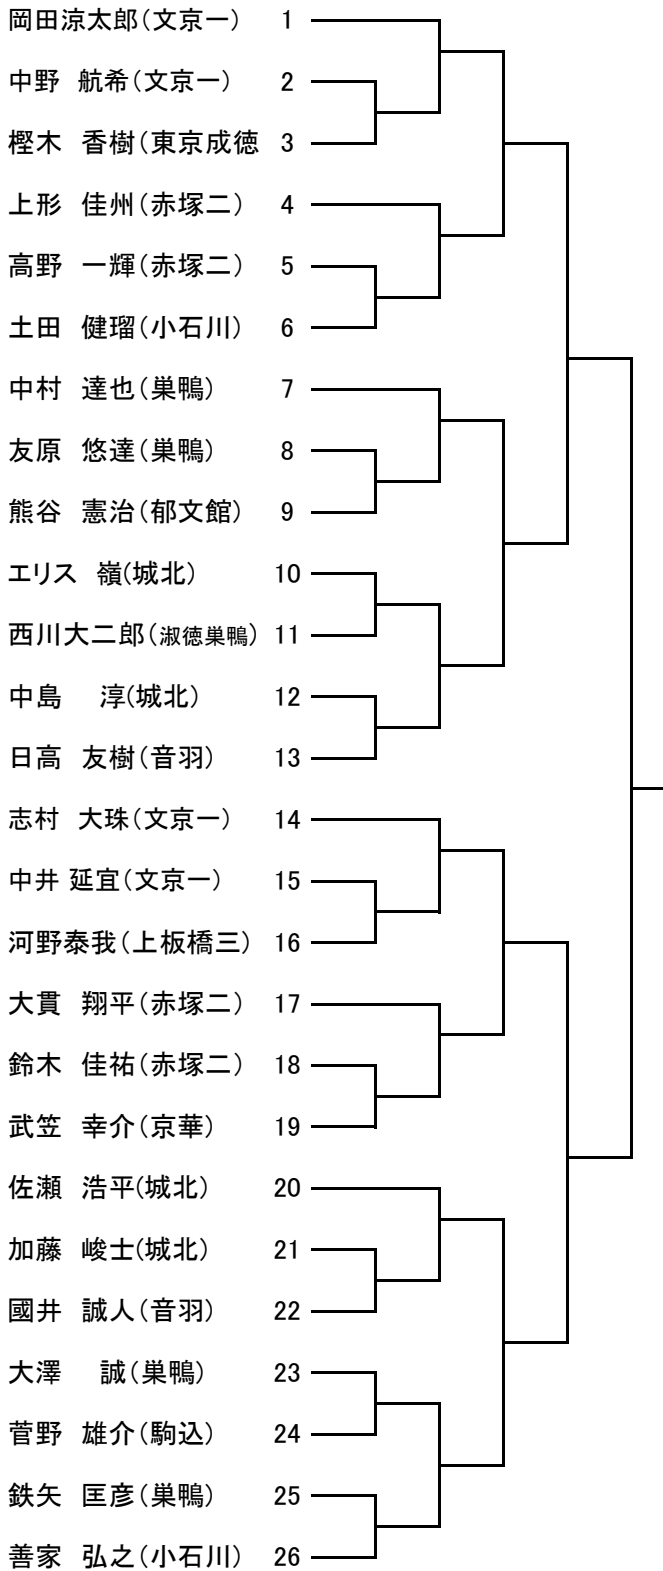 岡田涼太郎(文京一) 1
中野 航希(文京一) 2
樫木 香樹(東京成徳 3
上形 佳州(赤塚二) 4
高野 一輝(赤塚二) 5
土田 健瑠(小石川) 6
中村 達也(巣鴨) 7
友原 悠達(巣鴨) 8
熊谷 憲治(郁文館) 9
エリス 嶺(城北) 10
西川大二郎(淑徳巣鴨) 11
中島 淳(城北) 12
日高 友樹(音羽) 13
志村 大珠(文京一) 14
中井 延宜(文京一) 15
河野泰我(上板橋三) 16
大貫 翔平(赤塚二) 17
鈴木 佳祐(赤塚二) 18
武笠 幸介(京華) 19
佐瀬 浩平(城北) 20
加藤 峻士(城北) 21
國井 誠人(音羽) 22
大澤 誠(巣鴨) 23
菅野 雄介(駒込) 24
鉄矢 匡彦(巣鴨) 25
善家 弘之(小石川) 26